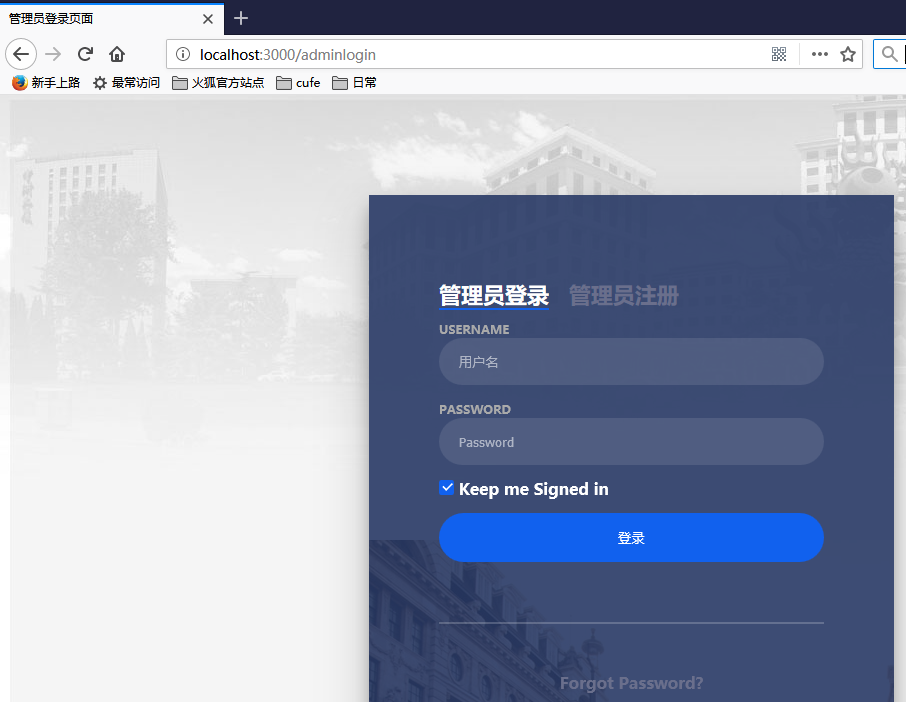 管理员登录页面
localhost:3000/adminlogin
新手上路 最常访问 火狐官方站点 cufe 日常
管理员登录 管理员注册
USERNAME
用户名
PASSWORD
Password
Keep me Signed in
登录
Forgot Password?